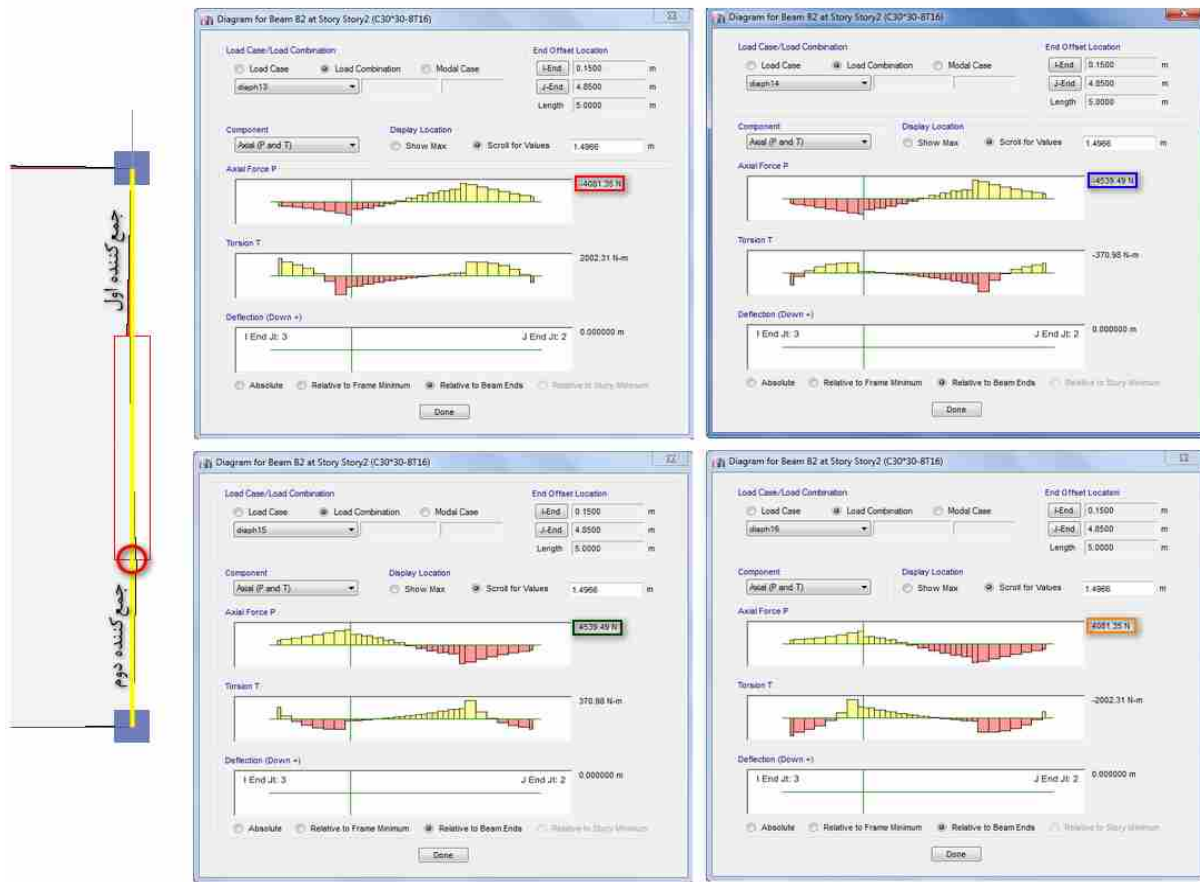 جمع کننده اول
جمع کننده دوم
Diagram for Beam B2 at Story Story2 (C30*30-8T16)
Load Case/Load Combination
Load Case
Load Combination
Modal Case
diaph13
End Offset Location
I-End 0.1500 m
J-End 4.8500 m
Length 5.0000 m
Component
Axial (P and T)
Display Location
Show Max
Scroll for Values
1.4966 m
Axial Force P
-4081.35 N
Torsion T
2002.31 N-m
Deflection (Down +)
I End Jt: 3
J End Jt: 2
0.000000 m
Absolute
Relative to Frame Minimum
Relative to Beam Ends
Relative to Story Minimum
Done
Diagram for Beam B2 at Story Story2 (C30*30-8T16)
Load Case/Load Combination
Load Case
Load Combination
Modal Case
diaph14
End Offset Location
I-End 0.1500 m
J-End 4.8500 m
Length 5.0000 m
Component
Axial (P and T)
Display Location
Show Max
Scroll for Values
1.4966 m
Axial Force P
-4539.49 N
Torsion T
-370.98 N-m
Deflection (Down +)
I End Jt: 3
J End Jt: 2
0.000000 m
Absolute
Relative to Frame Minimum
Relative to Beam Ends
Relative to Story Minimum
Done
Diagram for Beam B2 at Story Story2 (C30*30-8T16)
Load Case/Load Combination
Load Case
Load Combination
Modal Case
diaph15
End Offset Location
I-End 0.1500 m
J-End 4.8500 m
Length 5.0000 m
Component
Axial (P and T)
Display Location
Show Max
Scroll for Values
1.4966 m
Axial Force P
4539.49 N
Torsion T
370.98 N-m
Deflection (Down +)
I End Jt: 3
J End Jt: 2
0.000000 m
Absolute
Relative to Frame Minimum
Relative to Beam Ends
Relative to Story Minimum
Done
Diagram for Beam B2 at Story Story2 (C30*30-8T16)
Load Case/Load Combination
Load Case
Load Combination
Modal Case
diaph16
End Offset Location
I-End 0.1500 m
J-End 4.8500 m
Length 5.0000 m
Component
Axial (P and T)
Display Location
Show Max
Scroll for Values
1.4966 m
Axial Force P
4081.35 N
Torsion T
-2002.31 N-m
Deflection (Down +)
I End Jt: 3
J End Jt: 2
0.000000 m
Absolute
Relative to Frame Minimum
Relative to Beam Ends
Relative to Story Minimum
Done